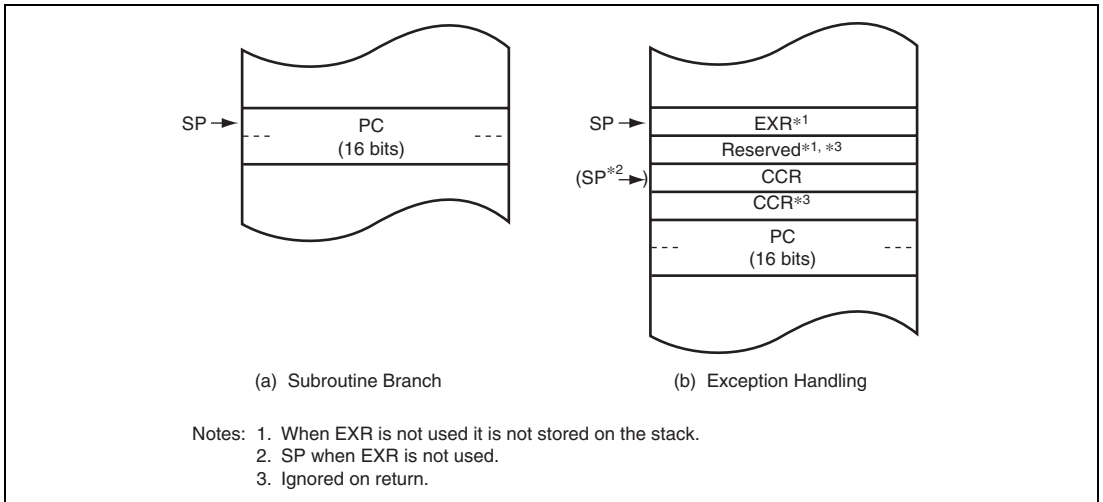 SP
PC
(16 bits)
SP
EXR*1
Reserved*1, *3
(SP*2 )
CCR
CCR*3
PC
(16 bits)
(a) Subroutine Branch
(b) Exception Handling
Notes: 1. When EXR is not used it is not stored on the stack.
2. SP when EXR is not used.
3. Ignored on return.